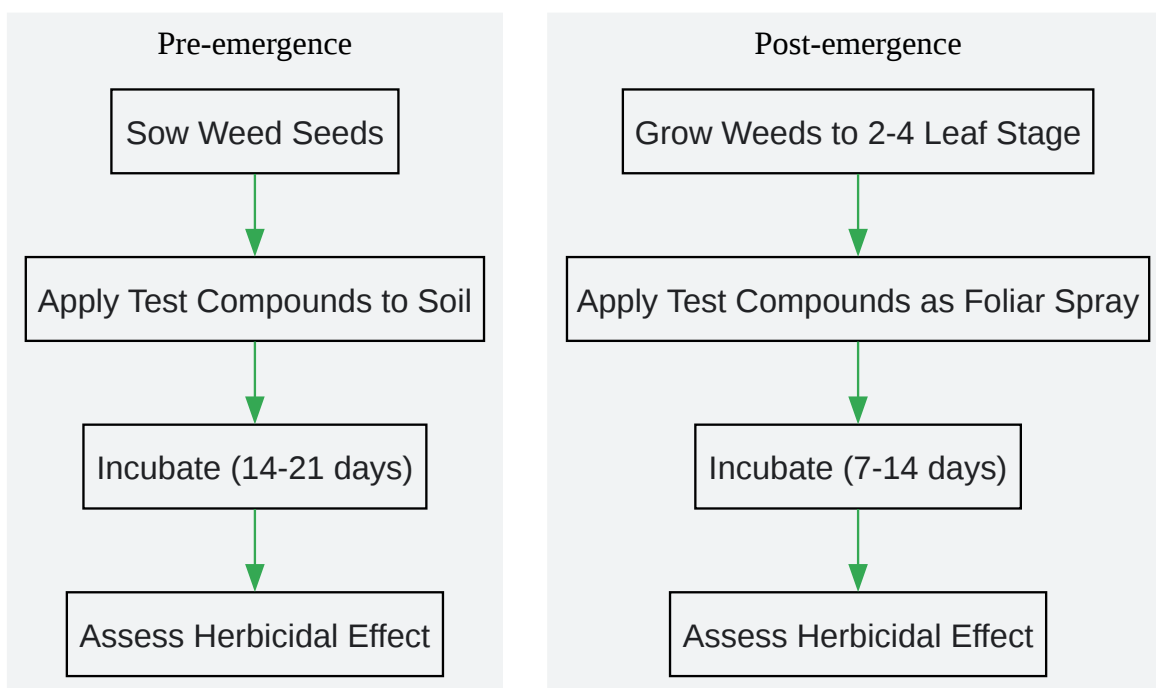 Pre-emergence
Sow Weed Seeds
Apply Test Compounds to Soil
Incubate (14-21 days)
Assess Herbicidal Effect
Post-emergence
Grow Weeds to 2-4 Leaf Stage
Apply Test Compounds as Foliar Spray
Incubate (7-14 days)
Assess Herbicidal Effect